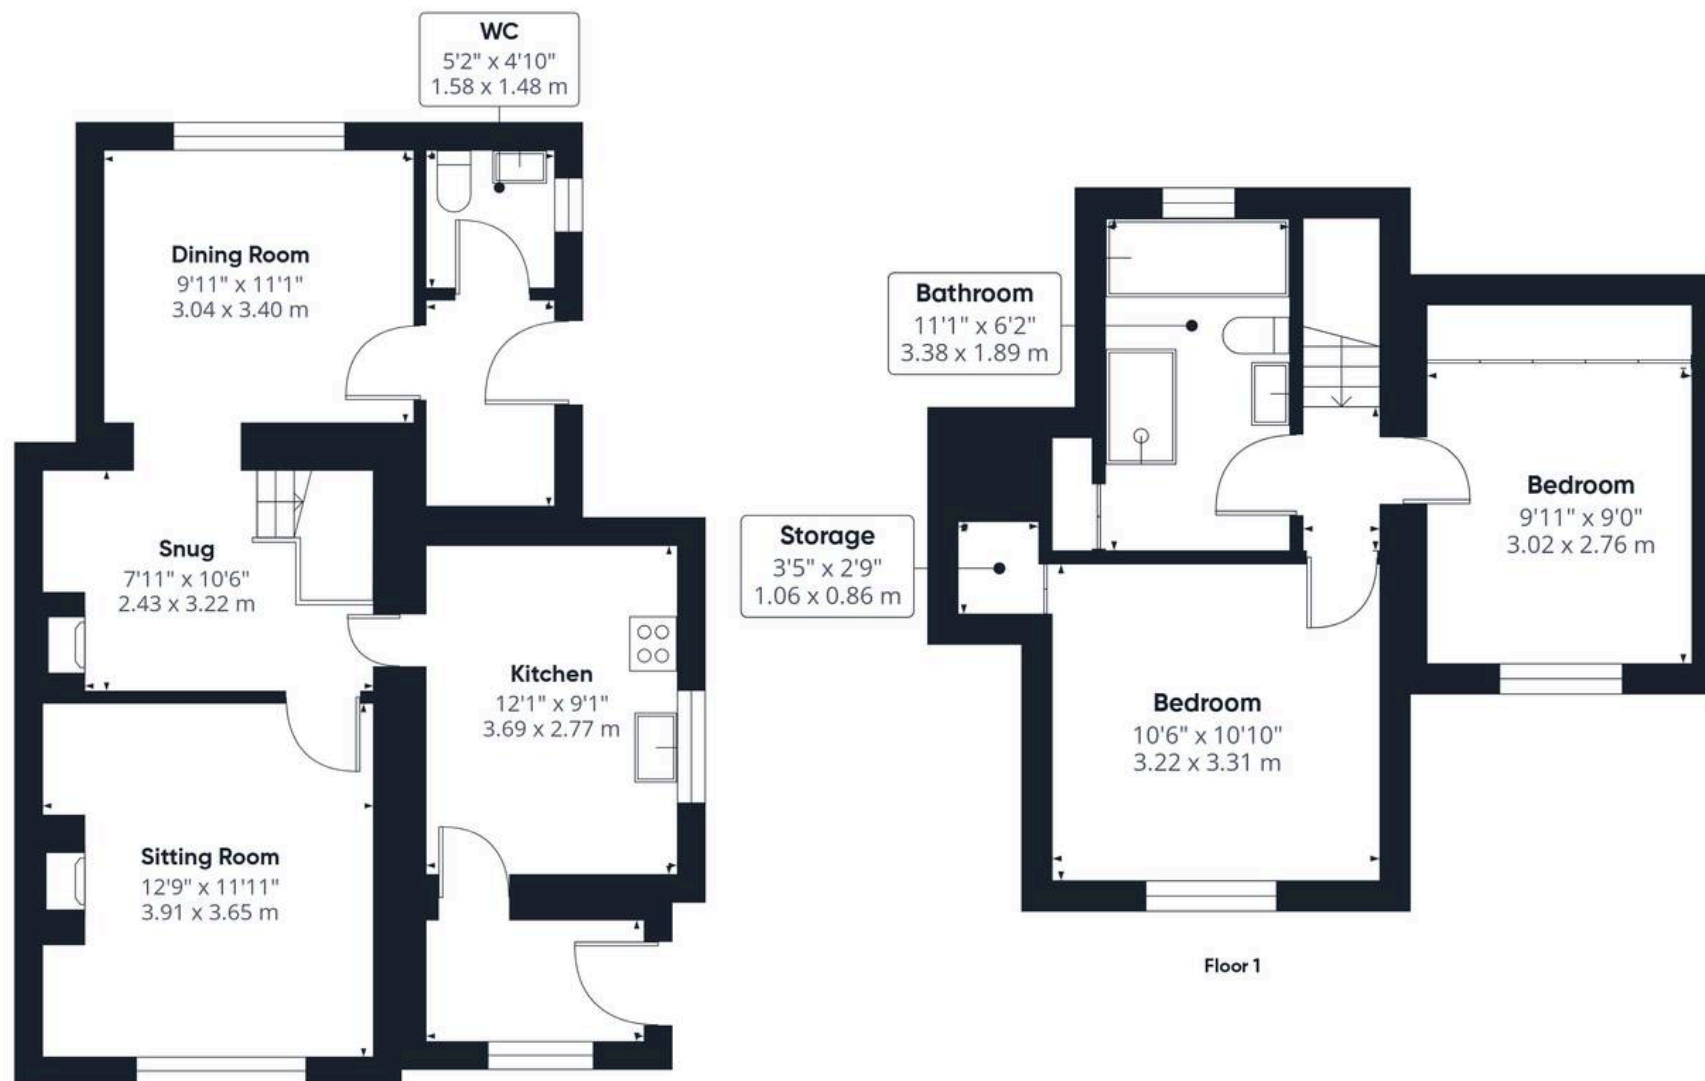 WC
5'2" x 4'10"
1.58 x 1.48 m
Dining Room
9'11" x 11'1"
3.04 x 3.40 m
Snug
7'11" x 10'6"
2.43 x 3.22 m
Kitchen
12'1" x 9'1"
3.69 x 2.77 m
Sitting Room
12'9" x 11'11"
3.91 x 3.65 m
Bathroom
11'1" x 6'2"
3.38 x 1.89 m
Storage
3'5" x 2'9"
1.06 x 0.86 m
Bedroom
9'11" x 9'0"
3.02 x 2.76 m
Bedroom
10'6" x 10'10"
3.22 x 3.31 m
Floor 1